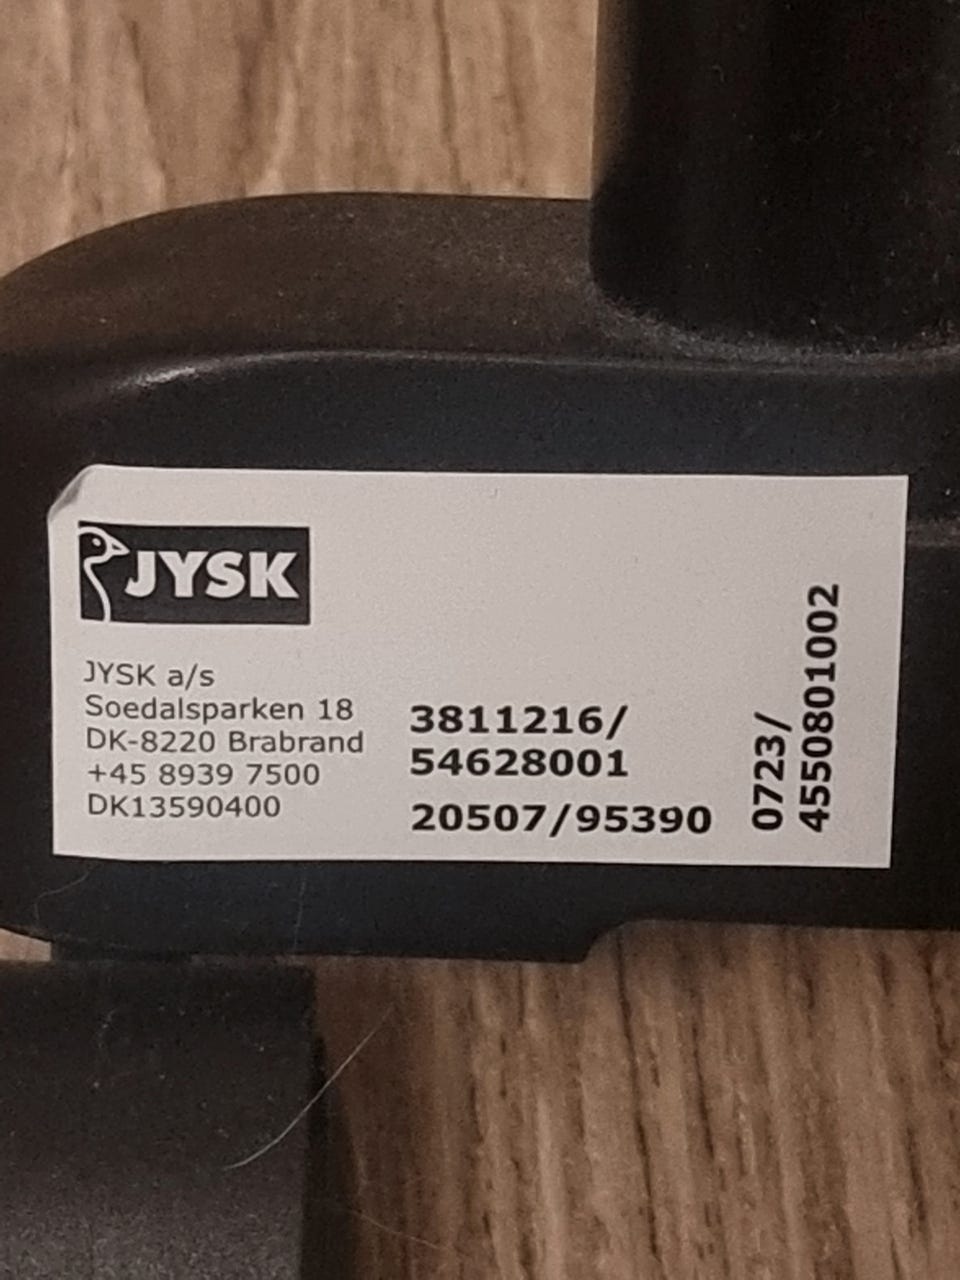 JYSK
JYSK a/s
Soedalsparken 18
DK-8220 Brabrand
+45 8939 7500
DK13590400
3811216/
54628001
20507/95390
0723/
4550801002